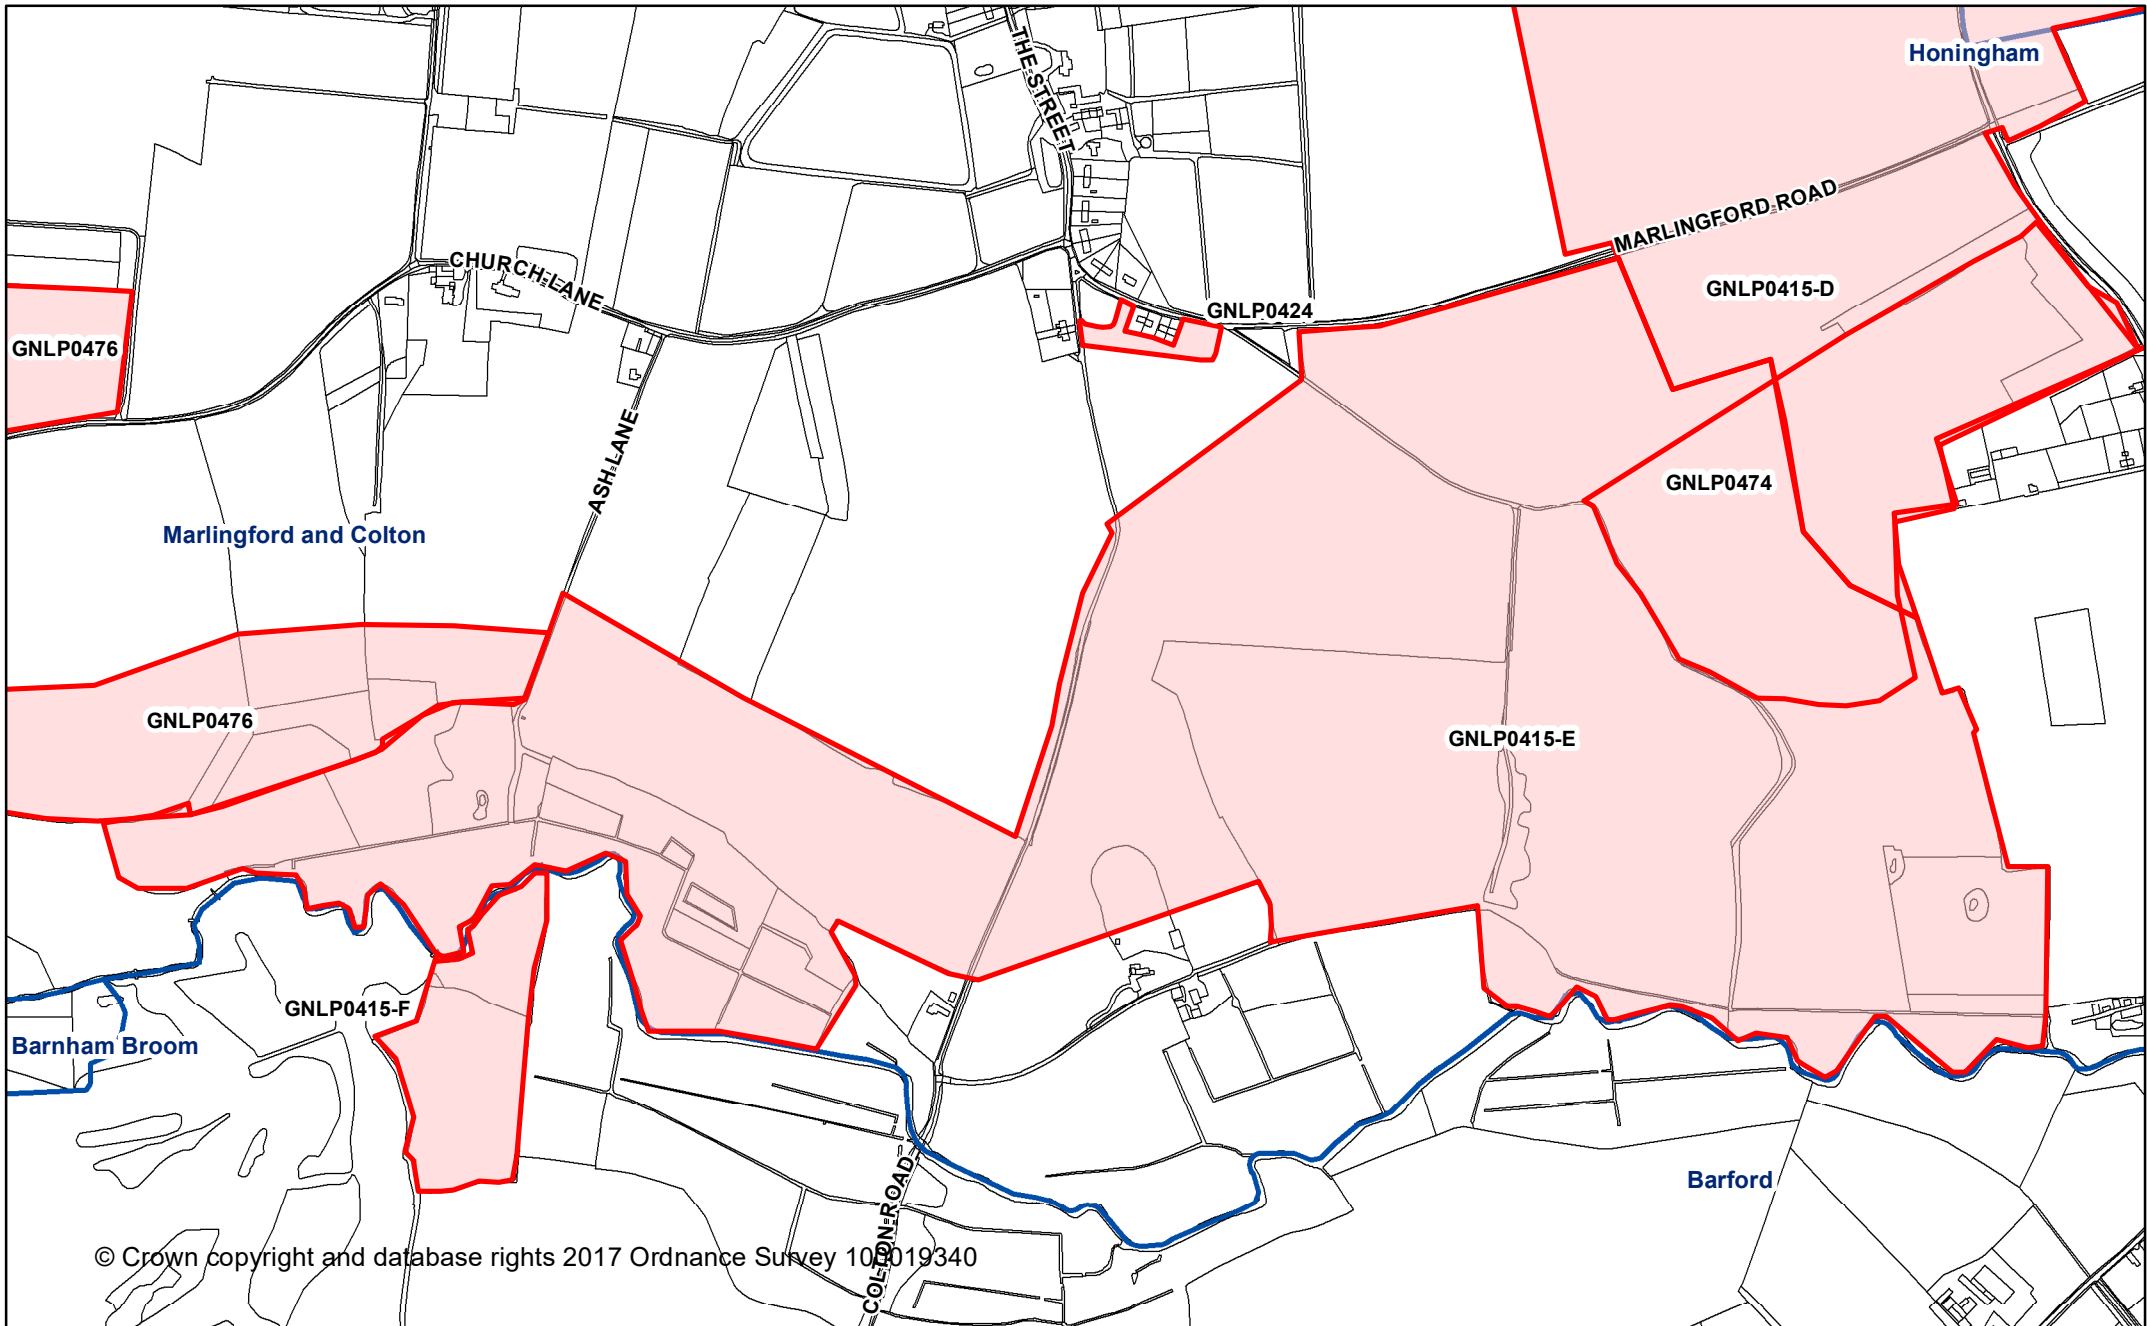 THE STREET
Honingham
MARLINGFORD ROAD
CHURCH LANE
GNLP0415-D
GNLP0424
GNLP0476
ASH LANE
GNLP0474
Marlingford and Colton
GNLP0476
GNLP0415-E
GNLP0415-F
Barnham Broom
Barford
COLTON ROAD
© Crown copyright and database rights 2017 Ordnance Survey 100019340